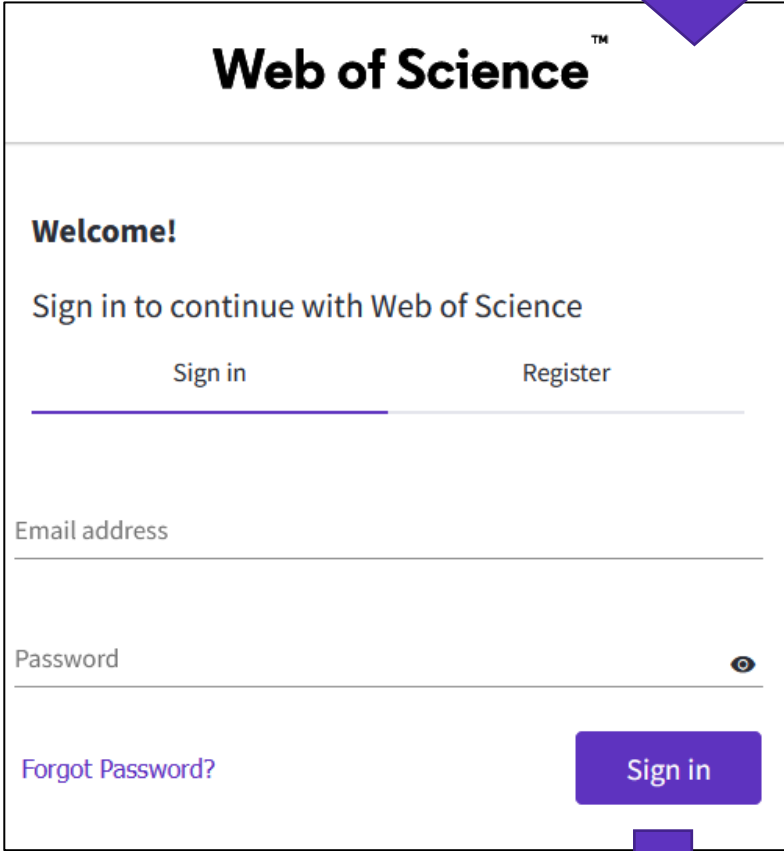 Web of Science™
Welcome!
Sign in to continue with Web of Science
Sign in Register
Email address
Password
Forgot Password? Sign in